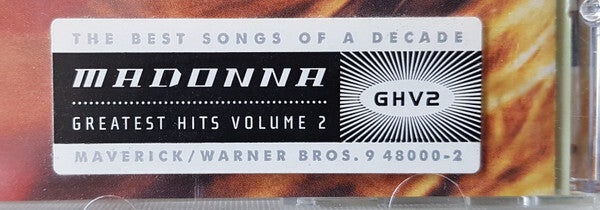 THE BEST SONGS OF A DECADE
MADONNA
GHV2
GREATEST HITS VOLUME 2
MAVERICK/WARNER BROS. 9 48000-2